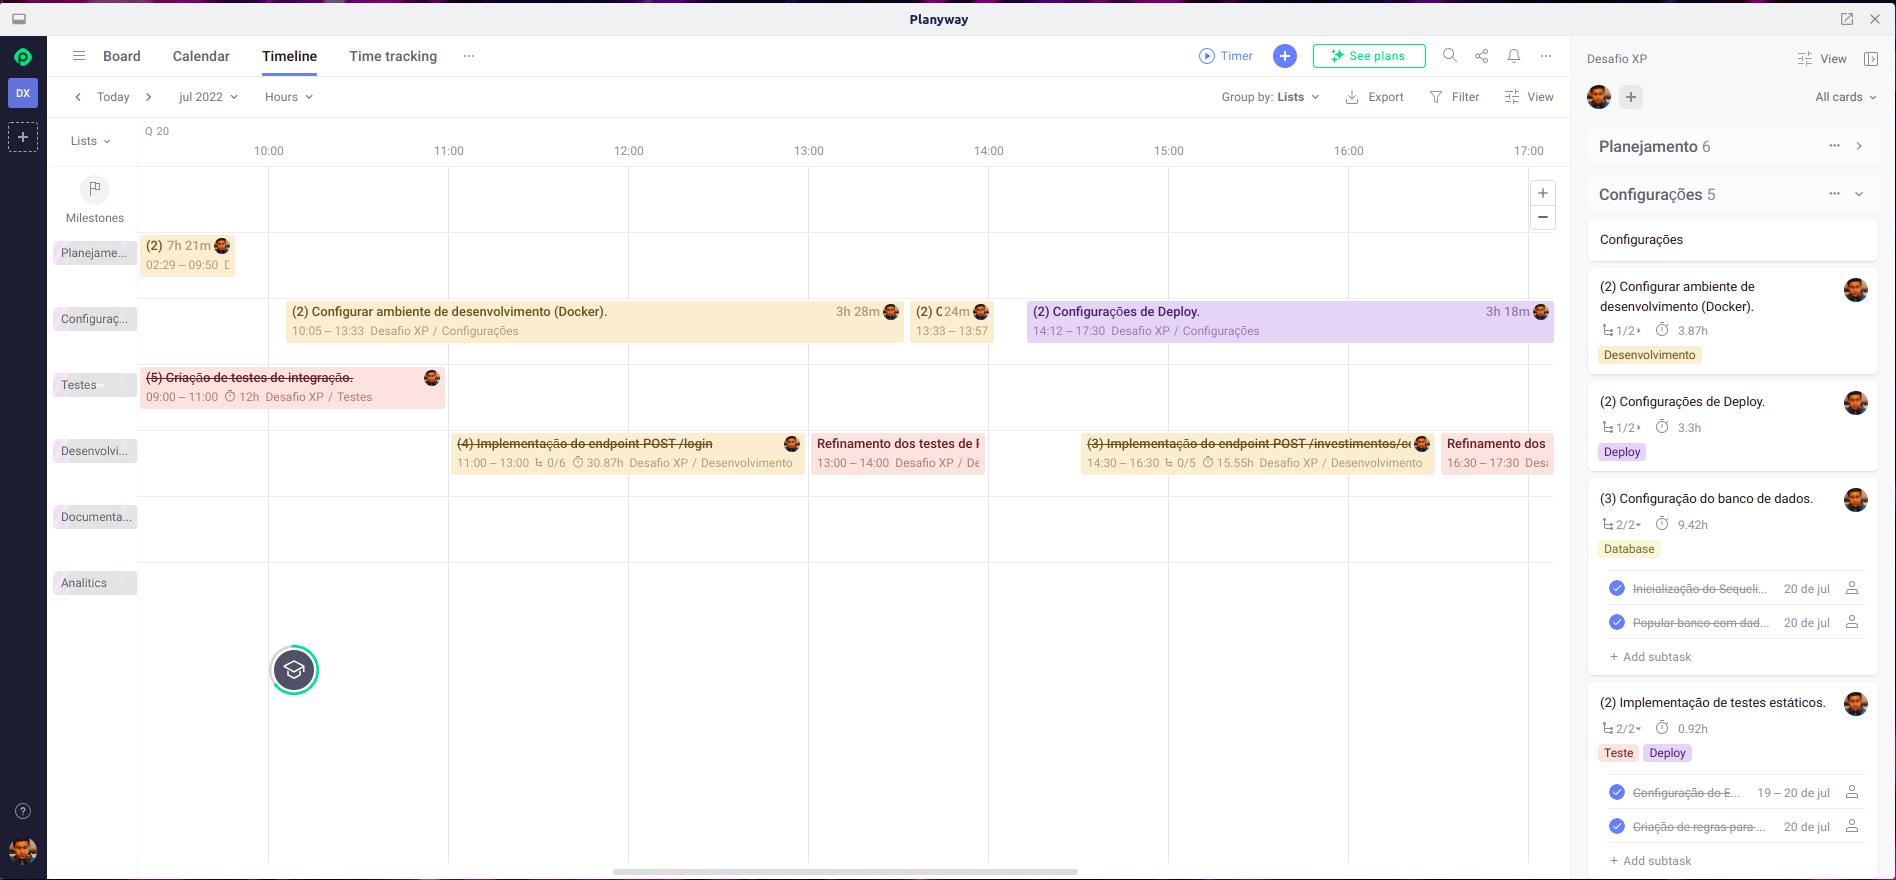 Planyway
DX
Board Calendar Timeline Time tracking
Timer
See plans
Today jul 2022 Hours
Group by: Lists Export Filter View
Lists
Q 20
10:00 11:00 12:00 13:00 14:00 15:00 16:00 17:00
Milestones
Planejame...
(2) 7h 21m
02:29 – 09:50
Configuraç...
(2) Configurar ambiente de desenvolvimento (Docker). 3h 28m
10:05 – 13:33 Desafio XP / Configurações
(2) C 24m
13:33 – 13:57
(2) Configurações de Deploy. 3h 18m
14:12 – 17:30 Desafio XP / Configurações
Testes
(5) Criação de testes de integração.
09:00 – 11:00 12h Desafio XP / Testes
Desenvolvi...
(4) Implementação do endpoint POST /login
11:00 – 13:00 0/6 30.87h Desafio XP / Desenvolvimento
Refinamento dos testes de
13:00 – 14:00 Desafio XP / De
(3) Implementação do endpoint POST /investimentos/c
14:30 – 16:30 0/5 15.55h Desafio XP / Desenvolvimento
Refinamento dos
16:30 – 17:30 Desa
Documenta...
Analitics
Desafio XP View
All cards
Planejamento 6
Configurações 5
Configurações
(2) Configurar ambiente de
desenvolvimento (Docker).
1/2 3.87h
Desenvolvimento
(2) Configurações de Deploy.
1/2 3.3h
Deploy
(3) Configuração do banco de dados.
2/2 9.42h
Database
Inicialização do Sequeli... 20 de jul
Popular banco com dad... 20 de jul
+ Add subtask
(2) Implementação de testes estáticos.
2/2 0.92h
Teste Deploy
Configuração do E... 19 – 20 de jul
Criação de regras para ... 20 de jul
+ Add subtask